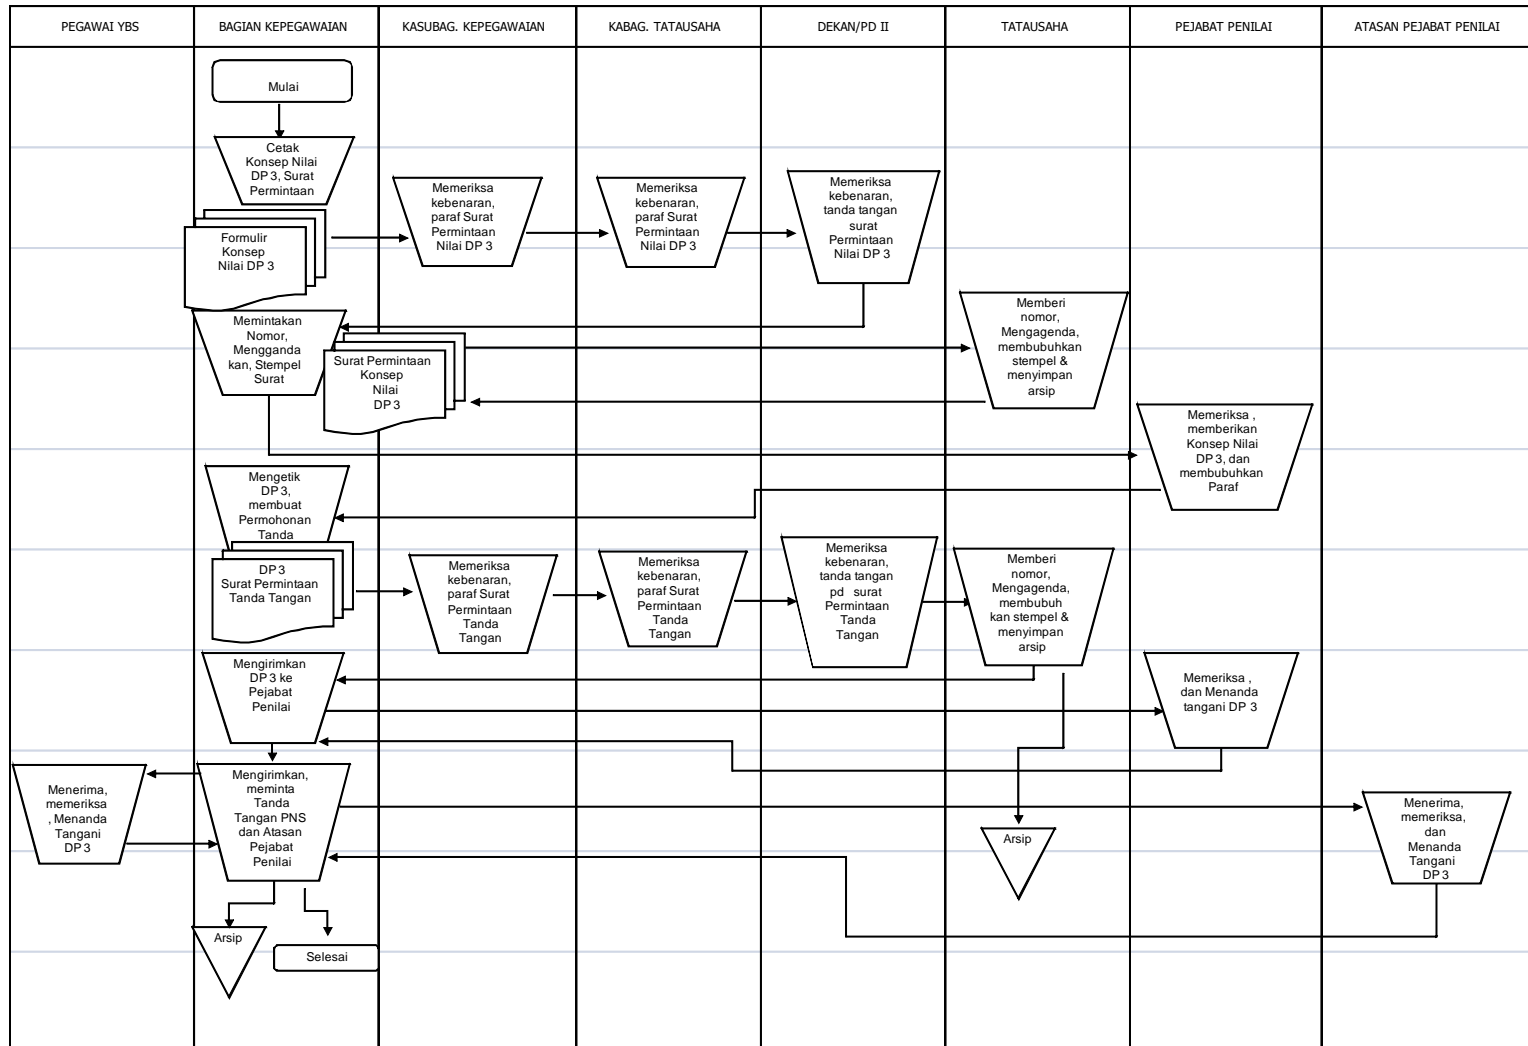 PEGAWAI YBS
BAGIAN KEPEGAWAIAN
KASUBAG. KEPEGAWAIAN
KABAG. TATAUSAHA
DEKAN/PD II
TATAUSAHA
PEJABAT PENILAI
ATASAN PEJABAT PENILAI
Mulai
Cetak
Konsep Nilai
DP 3, Surat
Permintaan
Formulir
Konsep
Nilai DP 3
Memeriksa
kebenaran,
paraf Surat
Permintaan
Nilai DP 3
Memeriksa
kebenaran,
paraf Surat
Permintaan
Nilai DP 3
Memeriksa
kebenaran,
tanda tangan
surat
Permintaan
Nilai DP 3
Memintakan
Nomor,
Mengganda
kan, Stempel
Surat
Surat Permintaan
Konsep
Nilai
DP 3
Memberi
nomor,
Mengagenda,
membubuhkan
stempel &
menyimpan
arsip
Memeriksa ,
memberikan
Konsep Nilai
DP 3, dan
membubuhkan
Paraf
Mengetik
DP 3,
membuat
Permohonan
Tanda
DP 3
Surat Permintaan
Tanda Tangan
Memeriksa
kebenaran,
paraf Surat
Permintaan
Tanda
Tangan
Memeriksa
kebenaran,
paraf Surat
Permintaan
Tanda
Tangan
Memeriksa
kebenaran,
tanda tangan
pd surat
Permintaan
Tanda
Tangan
Memberi
nomor,
Mengagenda,
membubuh
kan stempel &
menyimpan
arsip
Mengirimkan
DP 3 ke
Pejabat
Penilai
Memeriksa ,
dan Menanda
tangani DP 3
Menerima,
memeriksa
, Menanda
Tangani
DP 3
Mengirimkan,
meminta
Tanda
Tangan PNS
dan Atasan
Pejabat
Penilai
Arsip
Menerima,
memeriksa,
dan
Menanda
Tangani
DP 3
Arsip
Selesai